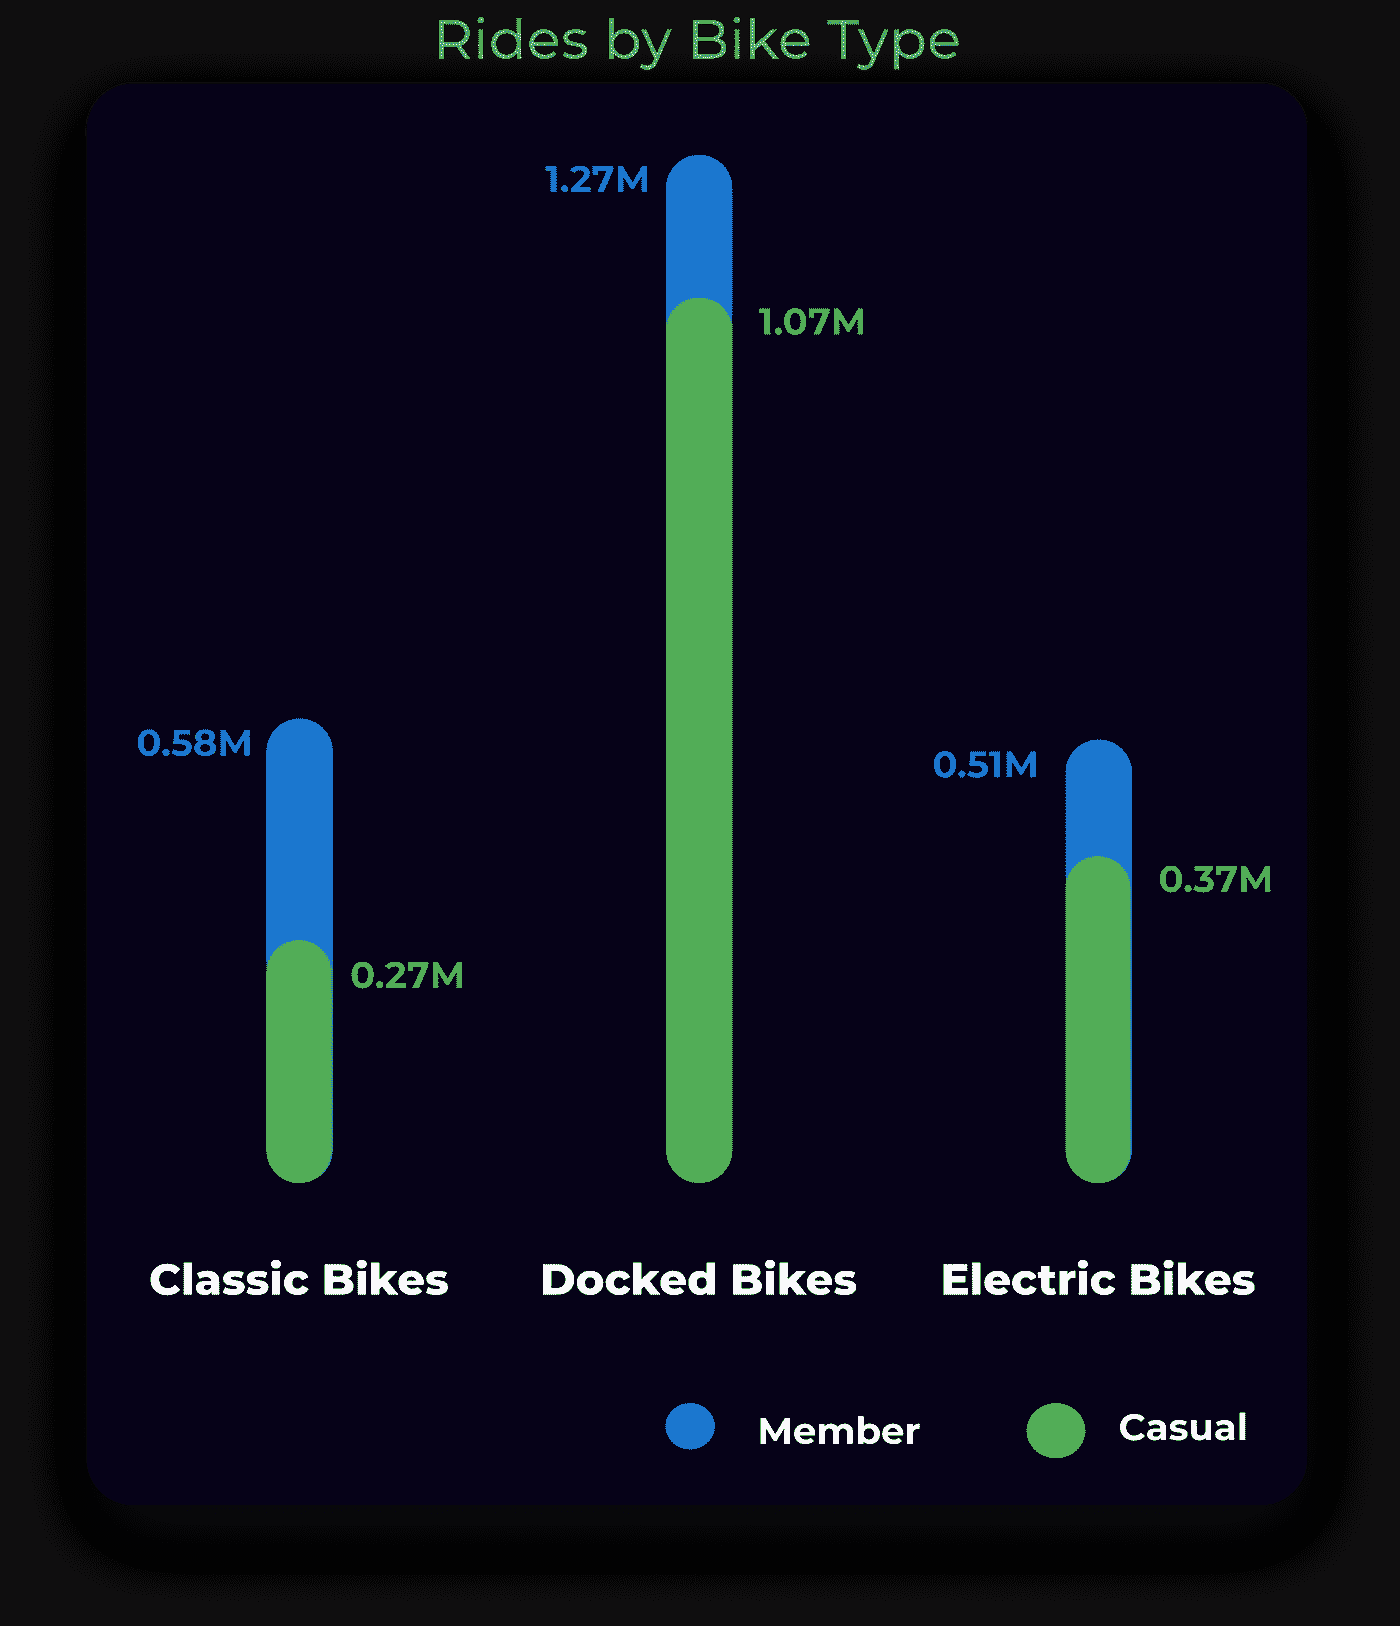 Rides by Bike Type
1.27M
1.07M
0.58M
0.51M
0.37M
0.27M
Classic Bikes Docked Bikes Electric Bikes
Member Casual